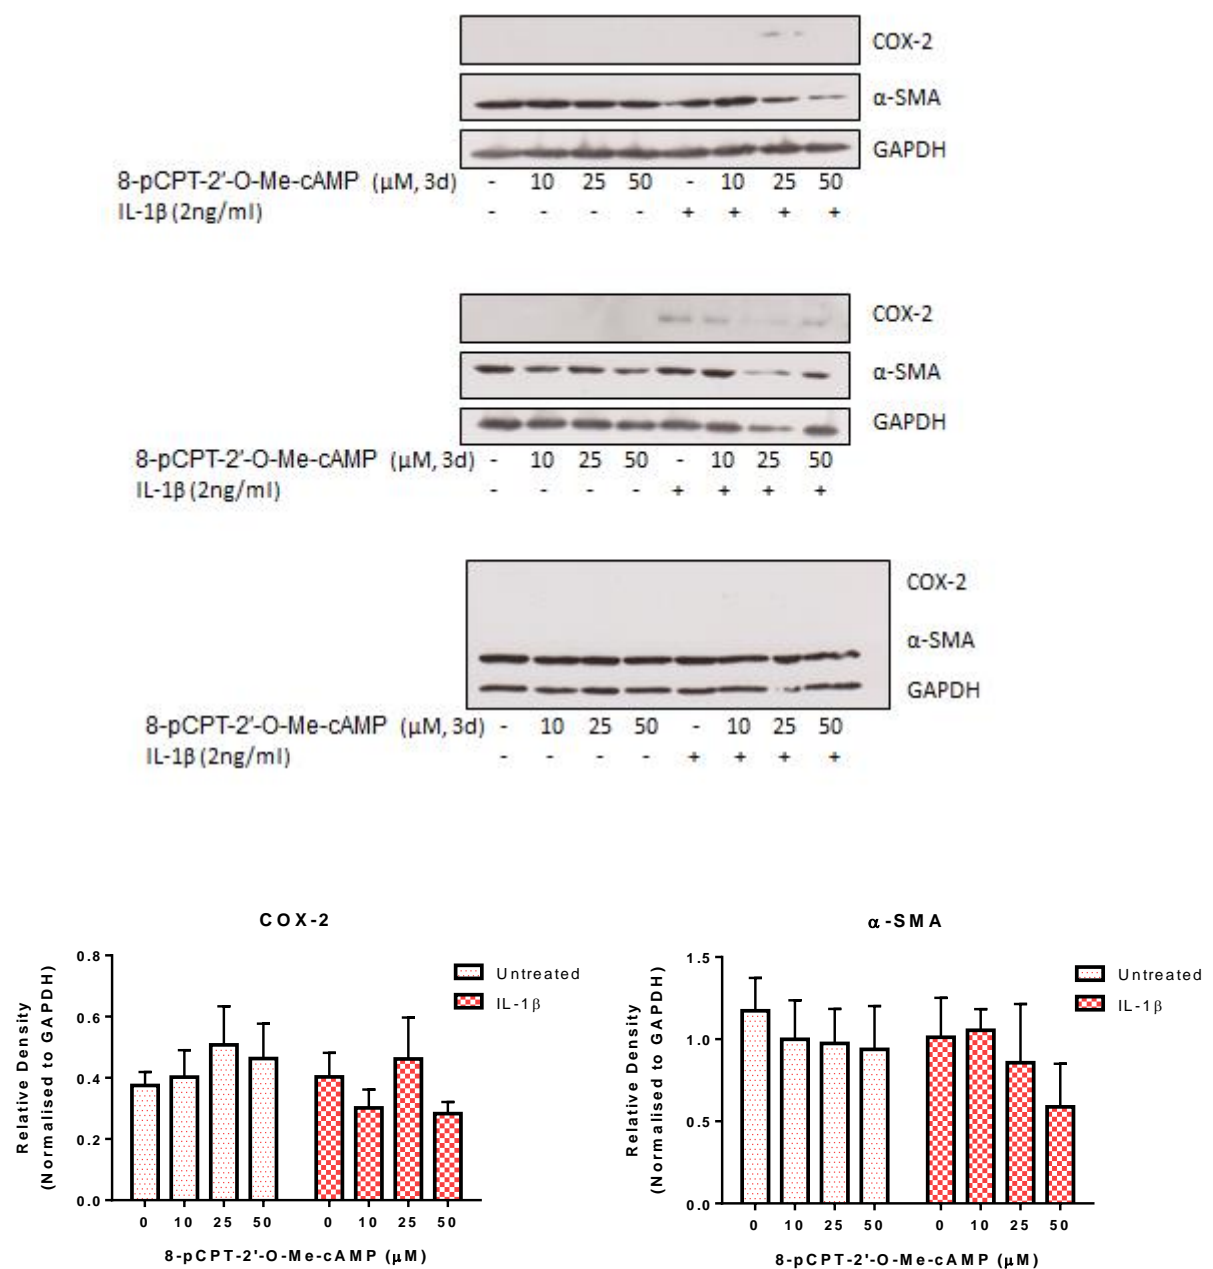 COX-2
α-SMA
GAPDH
8-pCPT-2'-O-Me-cAMP (μM, 3d) - 10 25 50 - 10 25 50
IL-1β (2ng/ml) - - - - + + + +
COX-2
α-SMA
GAPDH
8-pCPT-2'-O-Me-cAMP (μM, 3d) - 10 25 50 - 10 25 50
IL-1β (2ng/ml) - - - - + + + +
COX-2
α-SMA
GAPDH
8-pCPT-2'-O-Me-cAMP (μM, 3d) - 10 25 50 - 10 25 50
IL-1β (2ng/ml) - - - - + + + +
COX-2
Relative Density
(Normalised to GAPDH)
0.8
0.6
0.4
0.2
0.0
Untreated
IL-1β
0 10 25 50 0 10 25 50
8-pCPT-2'-O-Me-cAMP (μM)
α-SMA
Relative Density
(Normalised to GAPDH)
1.5
1.0
0.5
0.0
Untreated
IL-1β
0 10 25 50 0 10 25 50
8-pCPT-2'-O-Me-cAMP (μM)